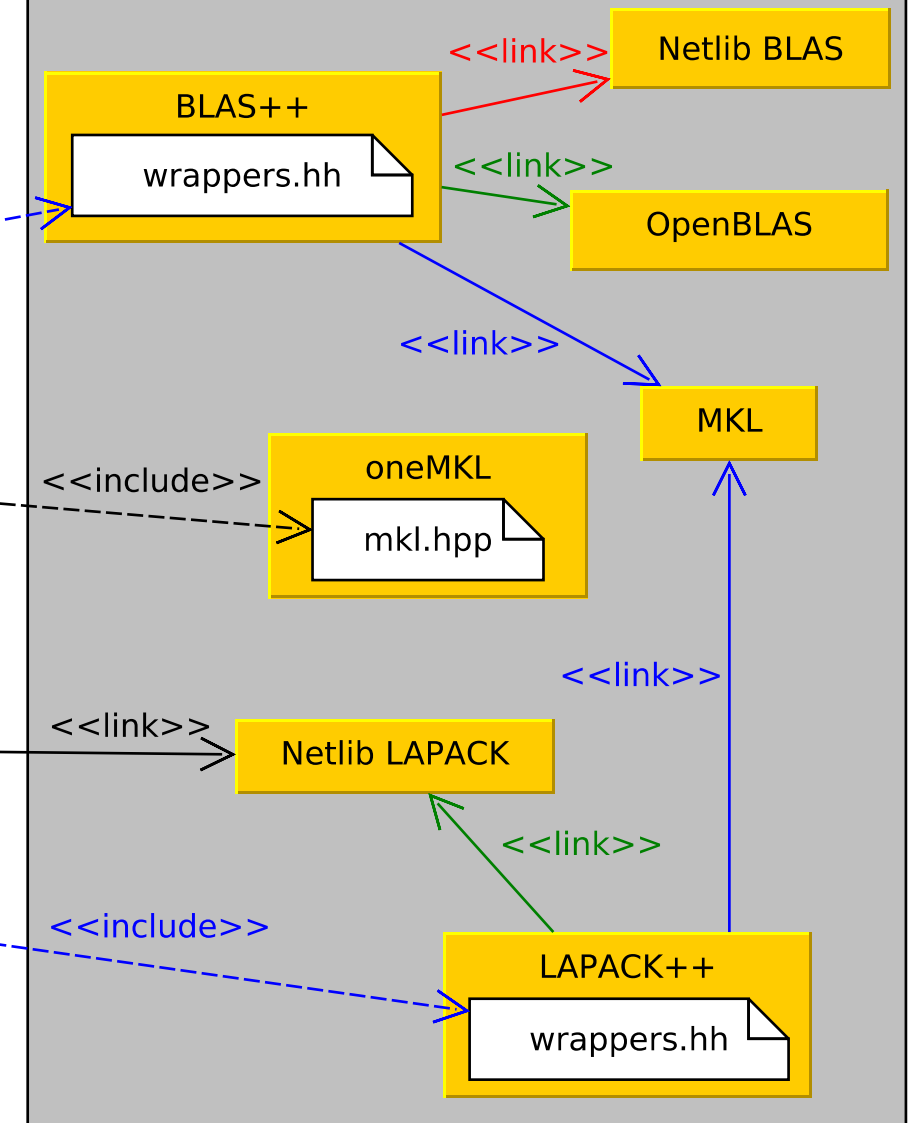 <<link>>
Netlib BLAS
BLAS++
wrappers.hh
<<link>>
OpenBLAS
<<link>>
MKL
oneMKL
<<include>>
mkl.hpp
<<link>>
<<link>>
Netlib LAPACK
<<link>>
<<include>>
LAPACK++
wrappers.hh